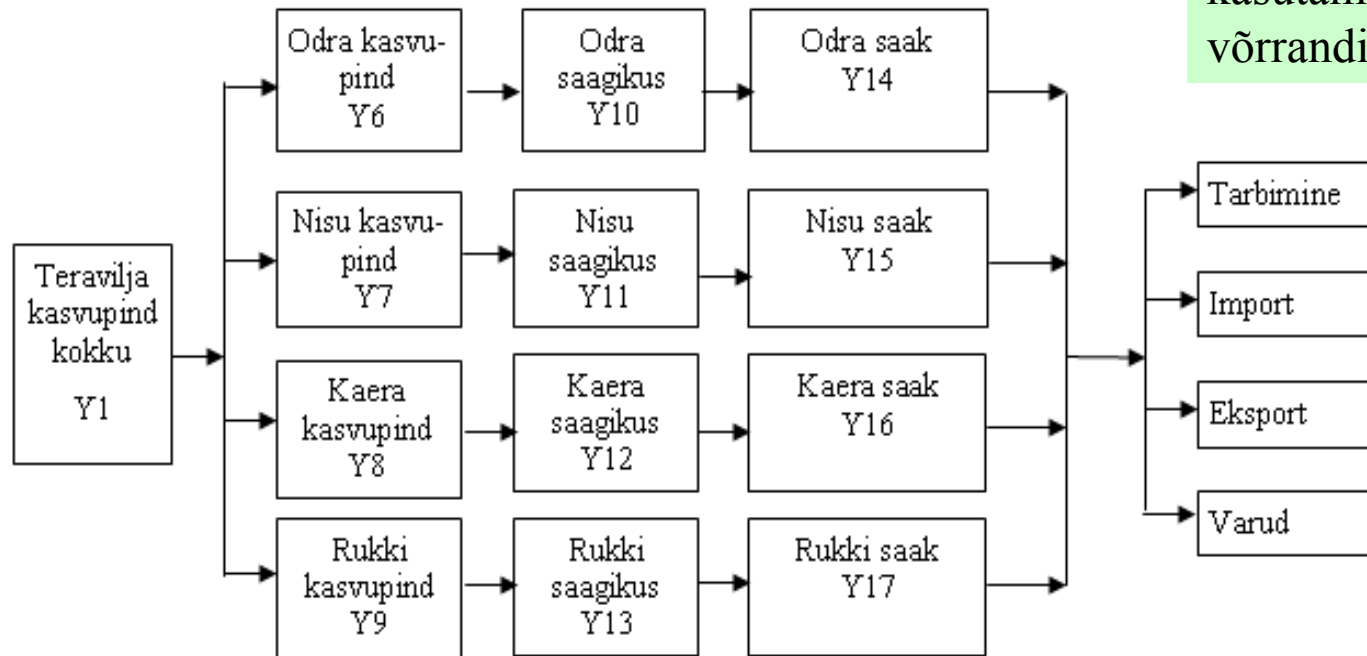 võrrandi
Odra kasvu-
pind
Y6
Odra
saagikus
Y10
Odra saak
Y14
Nisu kasvu-
pind
Y7
Nisu
saagikus
Y11
Nisu saak
Y15
Teravilja
kasvupind
kokku
Y1
Kaera
kasvupind
Y8
Kaera
saagikus
Y12
Kaera saak
Y16
Rukki
kasvupind
Y9
Rukki
saagikus
Y13
Rukki saak
Y17
Tarbimine
Import
Eksport
Varud